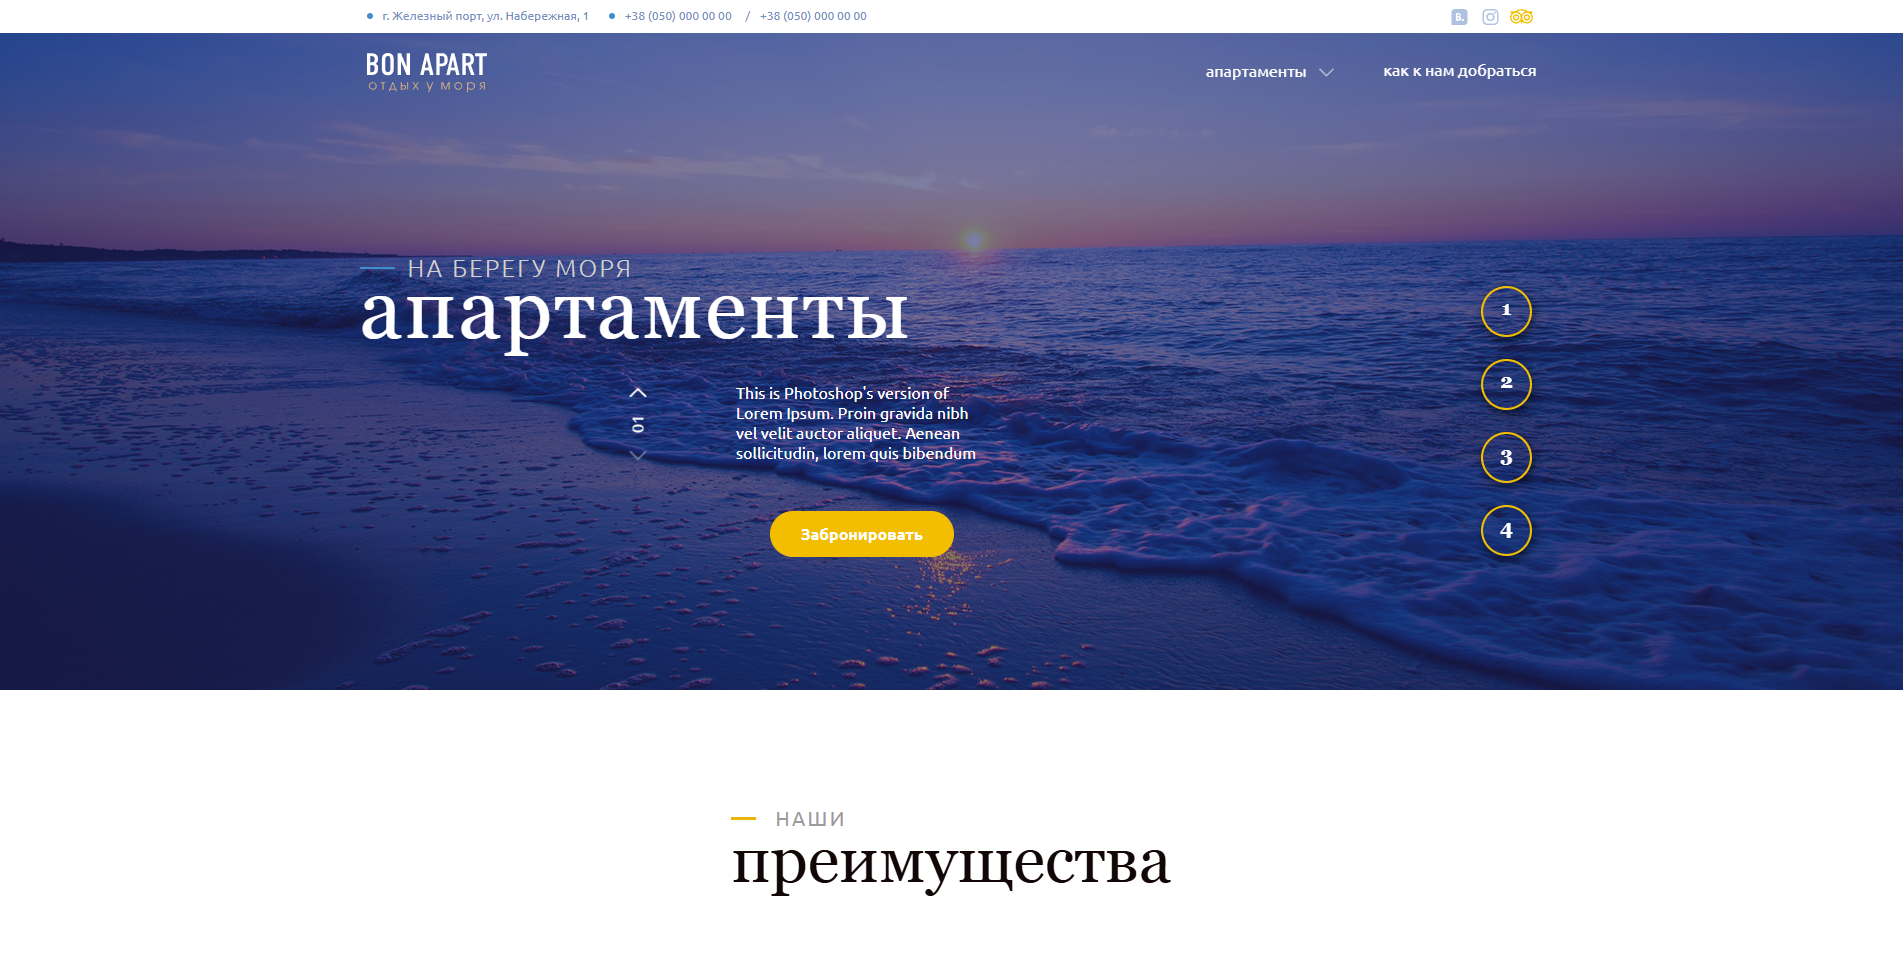 г. Железный порт, ул. Набережная, 1
+38 (050) 000 00 00 / +38 (050) 000 00 00
B.
BON APART
отдых у моря
апартаменты
как к нам добраться
НА БЕРЕГУ МОРЯ
апартаменты
01
This is Photoshop's version of
Lorem Ipsum. Proin gravida nibh
vel velit auctor aliquet. Aenean
sollicitudin, lorem quis bibendum
Забронировать
1
2
3
4
НАШИ
преимущества